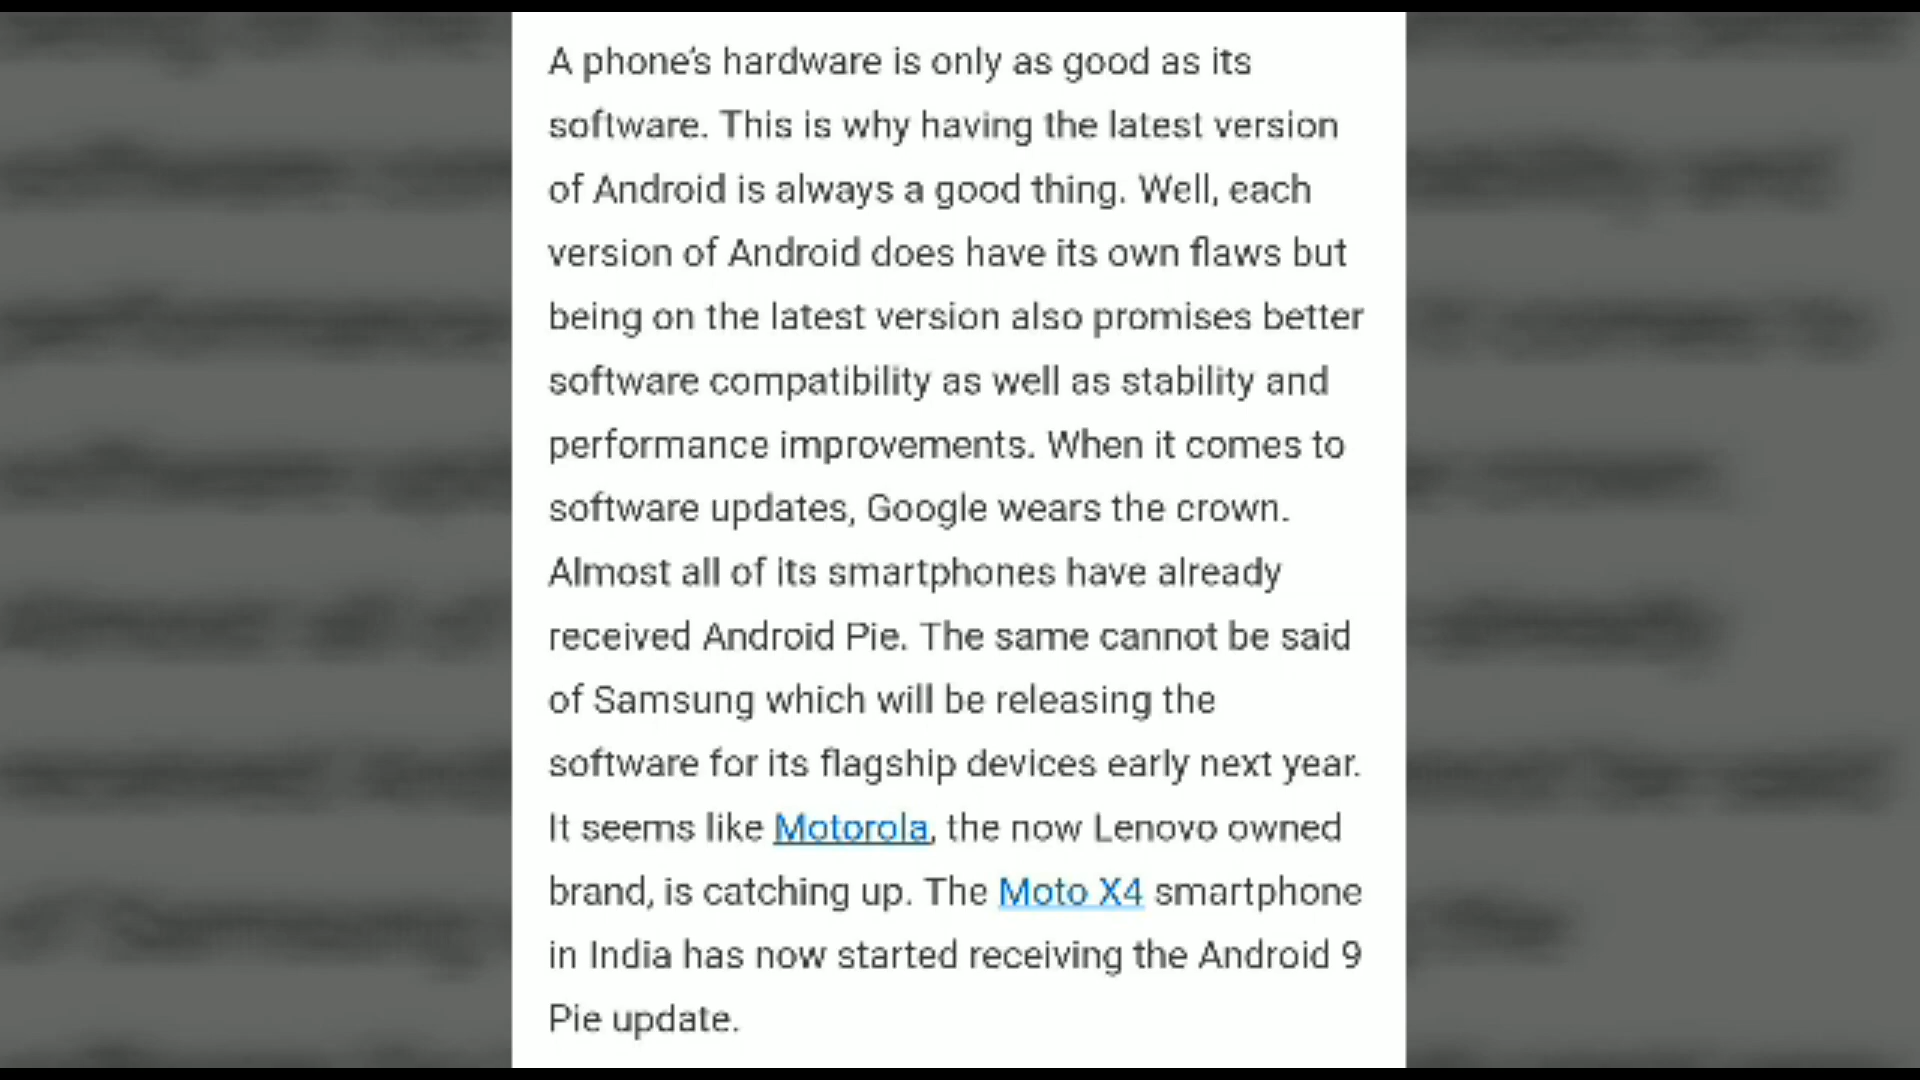 A phone’s hardware is only as good as its
software. This is why having the latest version
of Android is always a good thing. Well, each
version of Android does have its own flaws but
being on the latest version also promises better
software compatibility as well as stability and
performance improvements. When it comes to
software updates, Google wears the crown.
Almost all of its smartphones have already
received Android Pie. The same cannot be said
of Samsung which will be releasing the
software for its flagship devices early next year.
It seems like Motorola, the now Lenovo owned
brand, is catching up. The Moto X4 smartphone
in India has now started receiving the Android 9
Pie update.